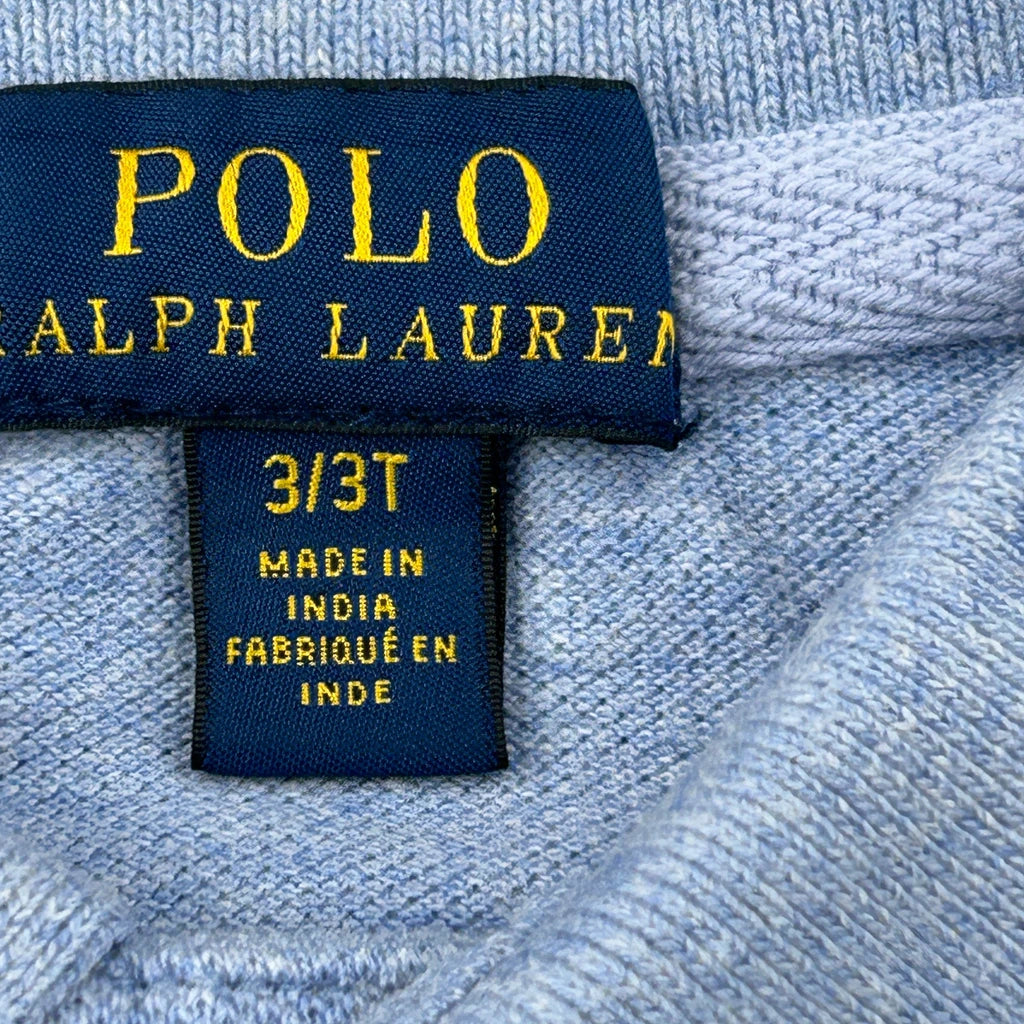 POLO
RALPH LAUREN
3/3T
MADE IN
INDIA
FABRIQUÉ EN
INDE